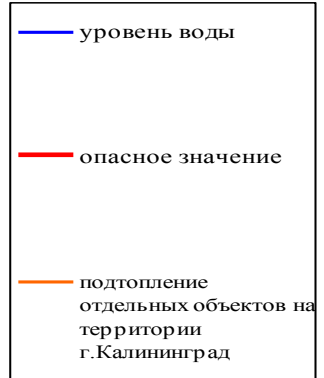 уровень воды
опасное значение
подтопление
отдельных объектов на
территории
г.Калининград